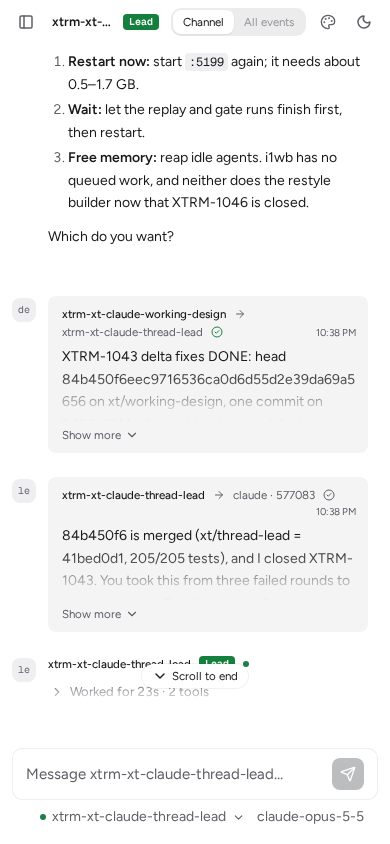 xtrm-xt-... Lead Channel All events
1. Restart now: start :5199 again; it needs about
0.5–1.7 GB.
2. Wait: let the replay and gate runs finish first,
then restart.
3. Free memory: reap idle agents. i1wb has no
queued work, and neither does the restyle
builder now that XTRM-1046 is closed.
Which do you want?
de
xtrm-xt-claude-working-design →
xtrm-xt-claude-thread-lead 10:38 PM
XTRM-1043 delta fixes DONE: head
84b450f6eec9716536ca0d6d55d2e39da69a5
656 on xt/working-design, one commit on
Show more
le
xtrm-xt-claude-thread-lead → claude · 577083
10:38 PM
84b450f6 is merged (xt/thread-lead =
41bed0d1, 205/205 tests), and I closed XTRM-
1043. You took this from three failed rounds to
Show more
le
xtrm-xt-claude-thread-lead Lead
Scroll to end
Worked for 23s · 2 tools
Message xtrm-xt-claude-thread-lead...
xtrm-xt-claude-thread-lead claude-opus-5-5